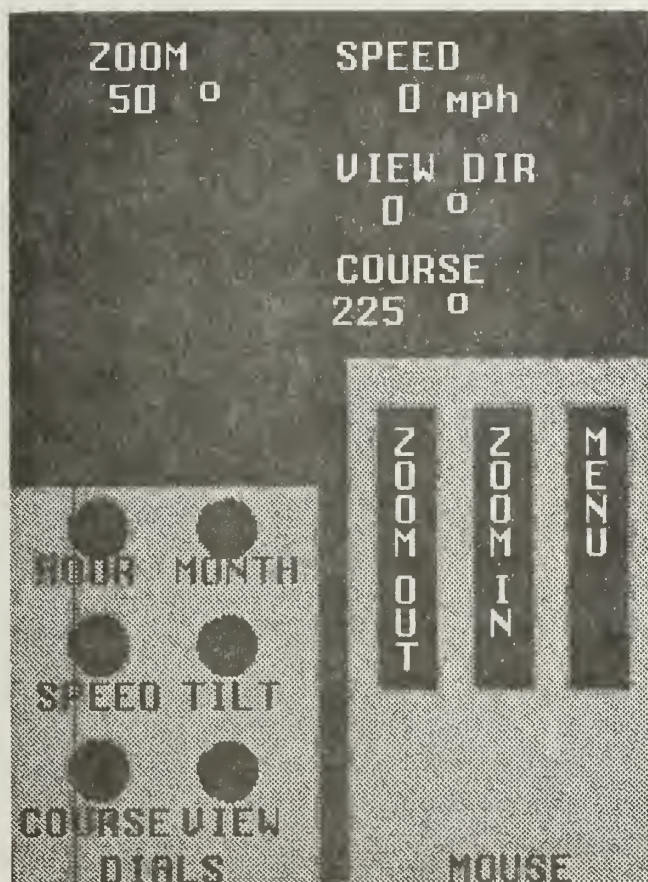 ZOOM
50 °
SPEED
0 mph
VIEW DIR
0 °
COURSE
225 °
HOUR MONTH
SPEED TILT
COURSE VIEW
DIALS
ZOOM OUT
ZOOM IN
MENU
MOUSE